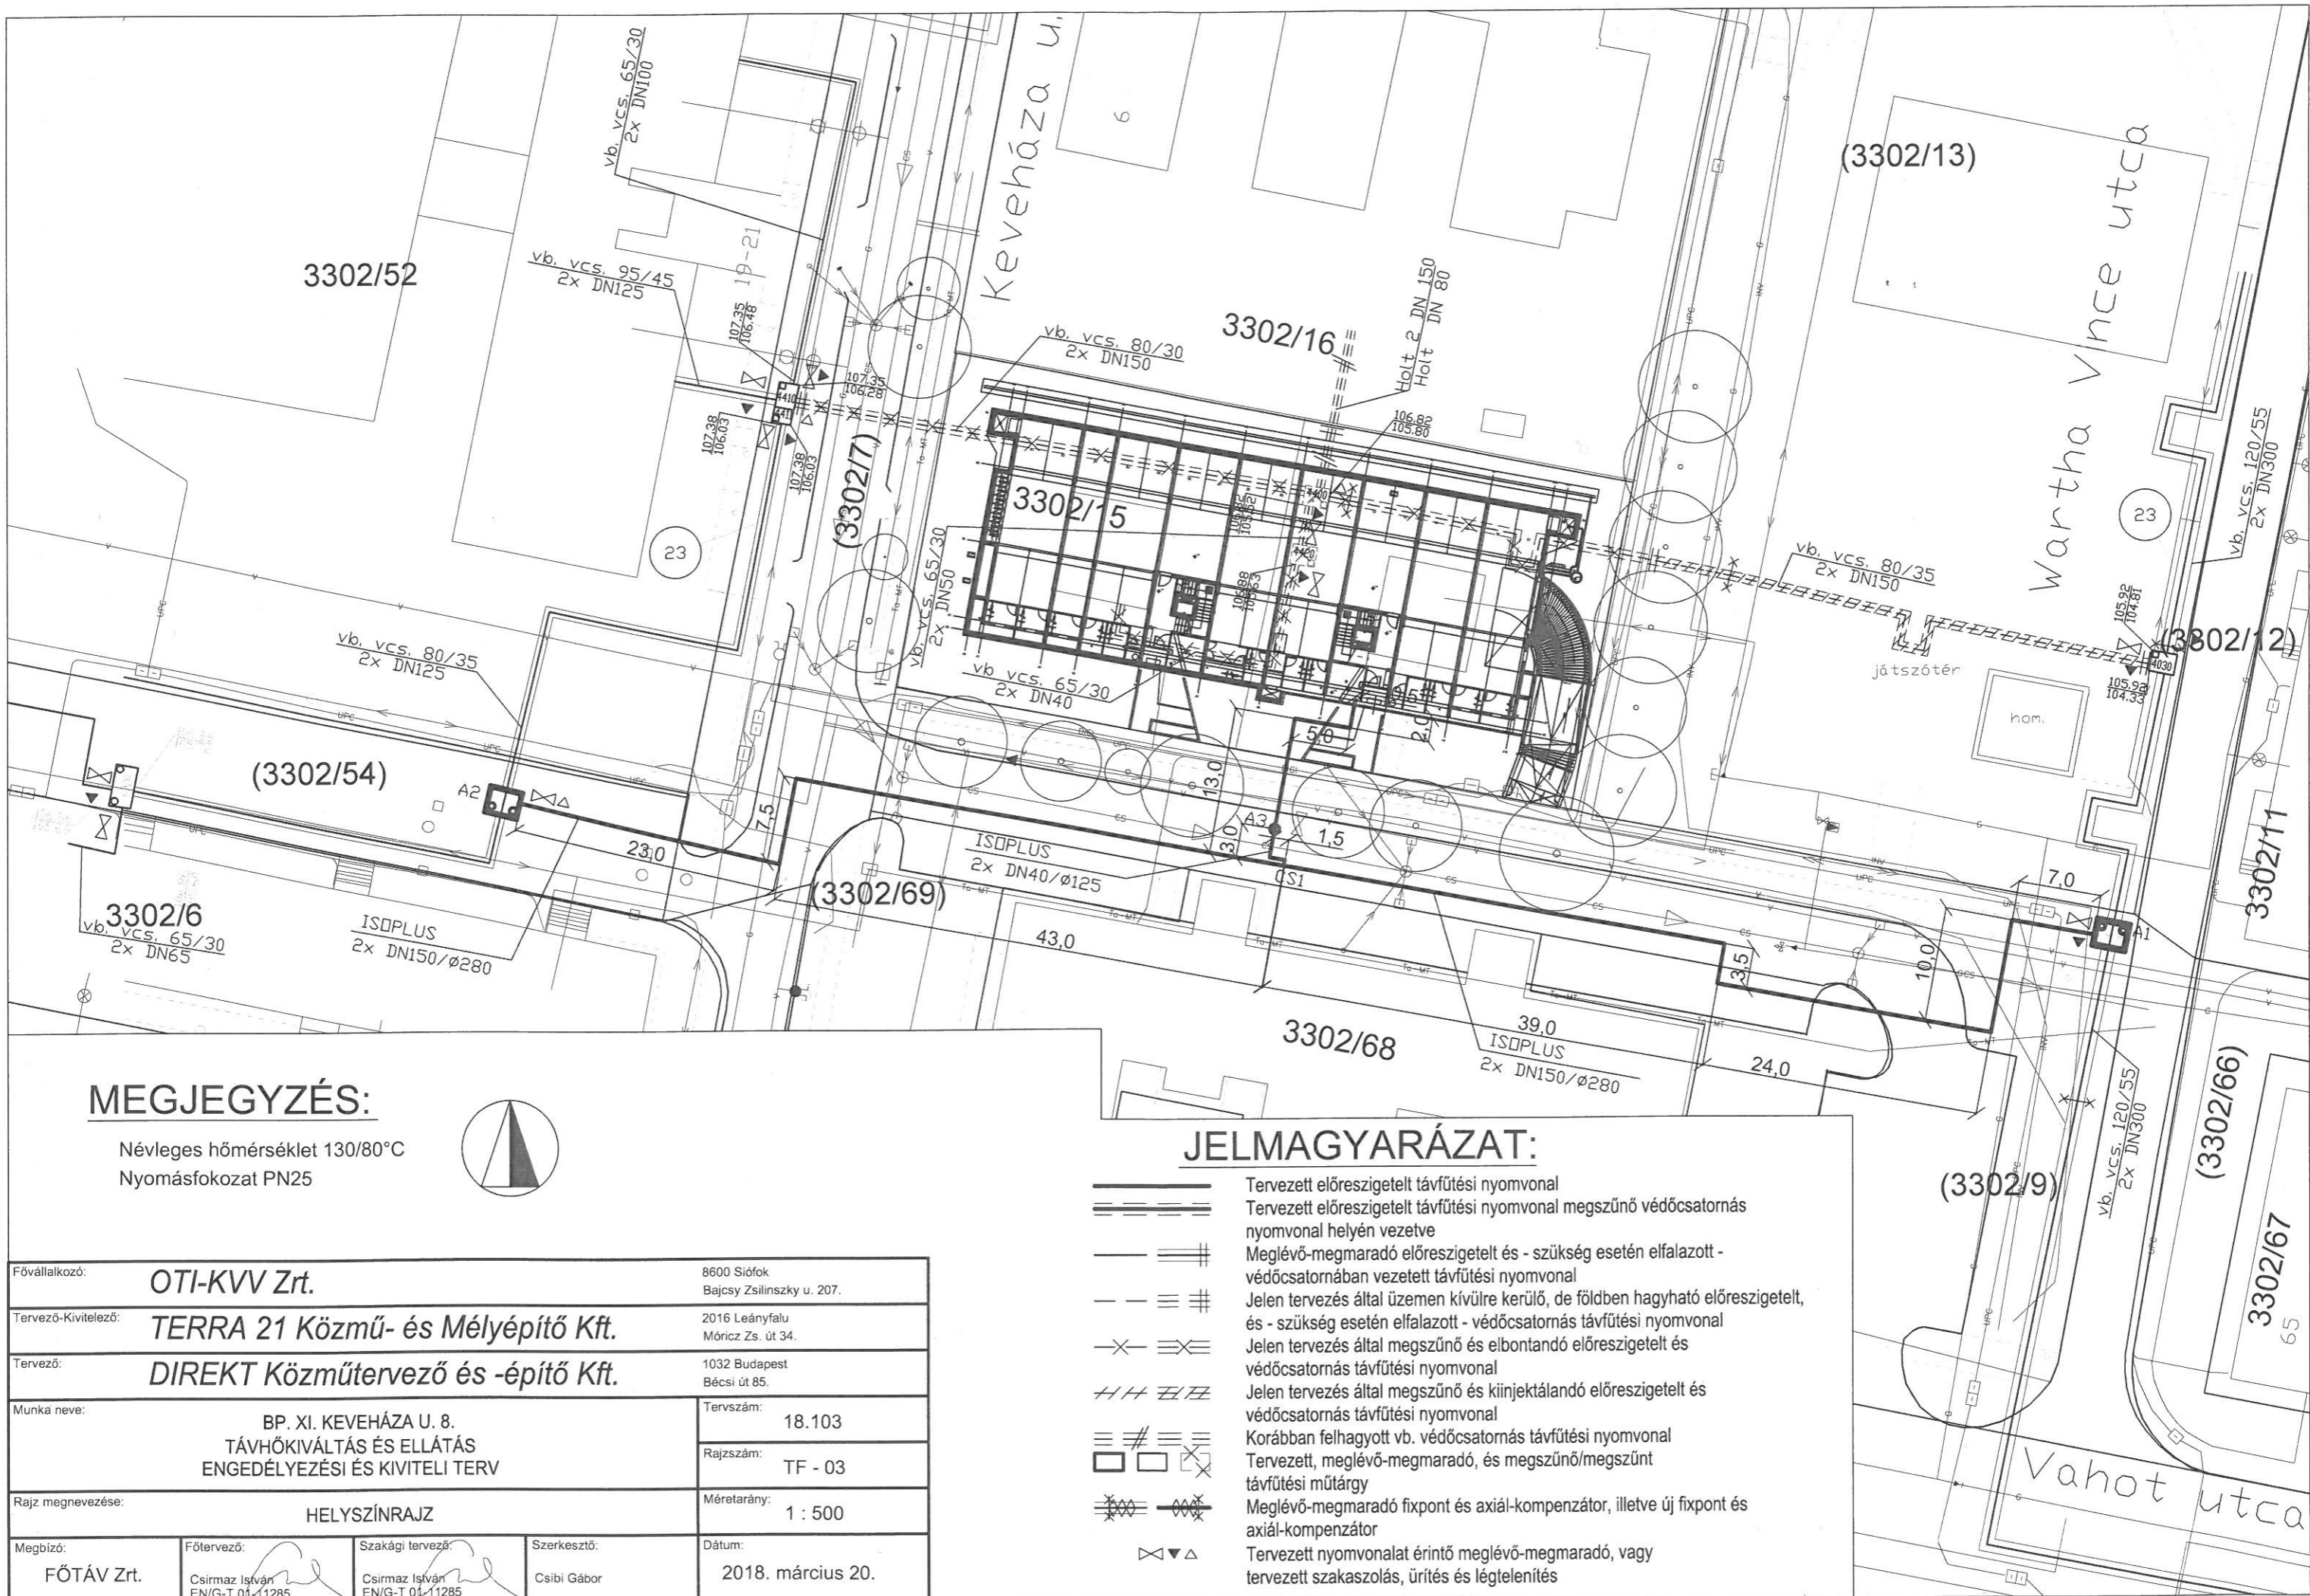 vb. vcs. 65/30
2x DN100
Keveháza u.
6
(3302/13)
Wartha Vince utca
3302/52
vb. vcs. 95/45
2x DN125
19-21
107.35
106.48
107.35
106.28
4410
4411
107.38
106.03
107.38
106.03
(3302/7)
vb. vcs. 80/30
2x DN150
3302/16
Holt 2 DN 150
Holt DN 80
106.82
105.80
3302/15
4400
4420
23
23
vb. vcs. 120/55
2x DN300
vb. vcs. 65/30
2x DN50
vb. vcs. 80/35
2x DN150
105.92
104.81
(3302/12)
4030
105.92
104.33
játszótér
hom.
vb. vcs. 80/35
2x DN125
vb vcs. 65/30
2x DN40
5,0
2,0
13,0
(3302/54)
A2
7,5
23,0
A3
3,0
1,5
CS1
ISOPLUS
2x DN40/ø125
(3302/69)
3302/6
vb. vcs. 65/30
2x DN65
ISOPLUS
2x DN150/ø280
43,0
7,0
A1
3302/11
3,5
10,0
39,0
ISOPLUS
2x DN150/ø280
24,0
3302/68
(3302/66)
vb. vcs. 120/55
2x DN300
(3302/9)
3302/67
65
Vahot utca
MEGJEGYZÉS:
Névleges hőmérséklet 130/80°C
Nyomásfokozat PN25
JELMAGYARÁZAT:
Tervezett előreszigetelt távfűtési nyomvonal
Tervezett előreszigetelt távfűtési nyomvonal megszűnő védőcsatornás
nyomvonal helyén vezetve
Meglévő-megmaradó előreszigetelt és - szükség esetén elfalazott -
védőcsatornában vezetett távfűtési nyomvonal
Jelen tervezés által üzemen kívülre kerülő, de földben hagyható előreszigetelt,
és - szükség esetén elfalazott - védőcsatornás távfűtési nyomvonal
Jelen tervezés által megszűnő és elbontandó előreszigetelt és
védőcsatornás távfűtési nyomvonal
Jelen tervezés által megszűnő és kiinjektálandó előreszigetelt és
védőcsatornás távfűtési nyomvonal
Korábban felhagyott vb. védőcsatornás távfűtési nyomvonal
Tervezett, meglévő-megmaradó, és megszűnő/megszűnt
távfűtési műtárgy
Meglévő-megmaradó fixpont és axiál-kompenzátor, illetve új fixpont és
axiál-kompenzátor
Tervezett nyomvonalat érintő meglévő-megmaradó, vagy
tervezett szakaszolás, ürítés és légtelenítés
Fővállalkozó:
OTI-KVV Zrt.
8600 Siófok
Bajcsy Zsilinszky u. 207.
Tervező-Kivitelező:
TERRA 21 Közmű- és Mélyépítő Kft.
2016 Leányfalu
Móricz Zs. út 34.
Tervező:
DIREKT Közműtervező és -építő Kft.
1032 Budapest
Bécsi út 85.
Munka neve:
BP. XI. KEVEHÁZA U. 8.
TÁVHŐKIVÁLTÁS ÉS ELLÁTÁS
ENGEDÉLYEZÉSI ÉS KIVITELI TERV
Tervszám:
18.103
Rajzszám:
TF - 03
Rajz megnevezése:
HELYSZÍNRAJZ
Méretarány:
1 : 500
Megbízó:
FŐTÁV Zrt.
Főtervező:
Csirmaz István
EN/G-T 01-11285
Szakági tervező:
Csirmaz István
EN/G-T 01-11285
Szerkesztő:
Csibi Gábor
Dátum:
2018. március 20.